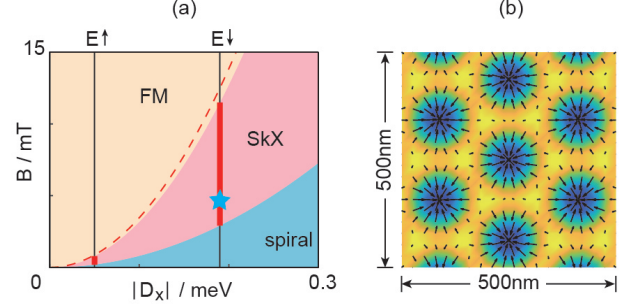 (a)
E↑
E↓
15
FM
SkX
spiral
B / mT
0
|Dₓ| / meV
0.3
(b)
500nm
500nm